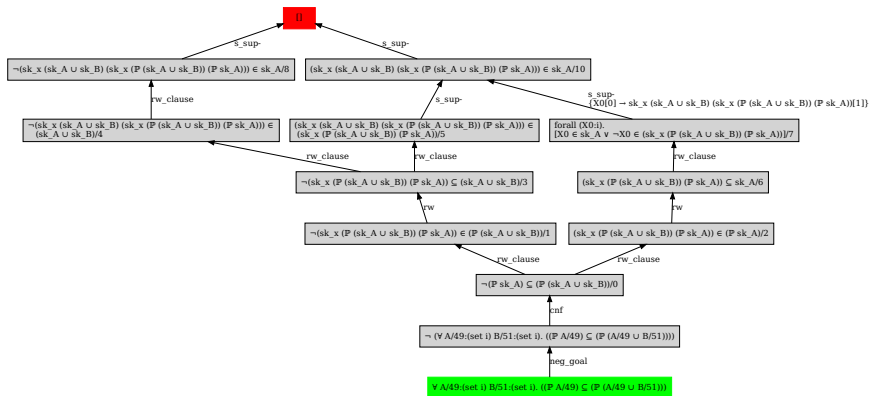 []
s_sup-
s_sup-
¬(sk_x (sk_A ∪ sk_B) (sk_x (ℙ (sk_A ∪ sk_B)) (ℙ sk_A))) ∈ sk_A/8
(sk_x (sk_A ∪ sk_B) (sk_x (ℙ (sk_A ∪ sk_B)) (ℙ sk_A))) ∈ sk_A/10
rw_clause
s_sup-
s_sup-
{X0[0] → sk_x (sk_A ∪ sk_B) (sk_x (ℙ (sk_A ∪ sk_B)) (ℙ sk_A))[1]}
¬(sk_x (sk_A ∪ sk_B) (sk_x (ℙ (sk_A ∪ sk_B)) (ℙ sk_A))) ∈
(sk_A ∪ sk_B)/4
(sk_x (sk_A ∪ sk_B) (sk_x (ℙ (sk_A ∪ sk_B)) (ℙ sk_A))) ∈
(sk_x (ℙ (sk_A ∪ sk_B)) (ℙ sk_A))/5
forall (X0:i).
[X0 ∈ sk_A ∨ ¬X0 ∈ (sk_x (ℙ (sk_A ∪ sk_B)) (ℙ sk_A))]/7
rw_clause
rw_clause
rw_clause
¬(sk_x (ℙ (sk_A ∪ sk_B)) (ℙ sk_A)) ⊆ (sk_A ∪ sk_B)/3
(sk_x (ℙ (sk_A ∪ sk_B)) (ℙ sk_A)) ⊆ sk_A/6
rw
rw
¬(sk_x (ℙ (sk_A ∪ sk_B)) (ℙ sk_A)) ∈ (ℙ (sk_A ∪ sk_B))/1
(sk_x (ℙ (sk_A ∪ sk_B)) (ℙ sk_A)) ∈ (ℙ sk_A)/2
rw_clause
rw_clause
¬(ℙ sk_A) ⊆ (ℙ (sk_A ∪ sk_B))/0
cnf
¬ (∀ A/49:(set i) B/51:(set i). ((ℙ A/49) ⊆ (ℙ (A/49 ∪ B/51))))
neg_goal
∀ A/49:(set i) B/51:(set i). ((ℙ A/49) ⊆ (ℙ (A/49 ∪ B/51)))